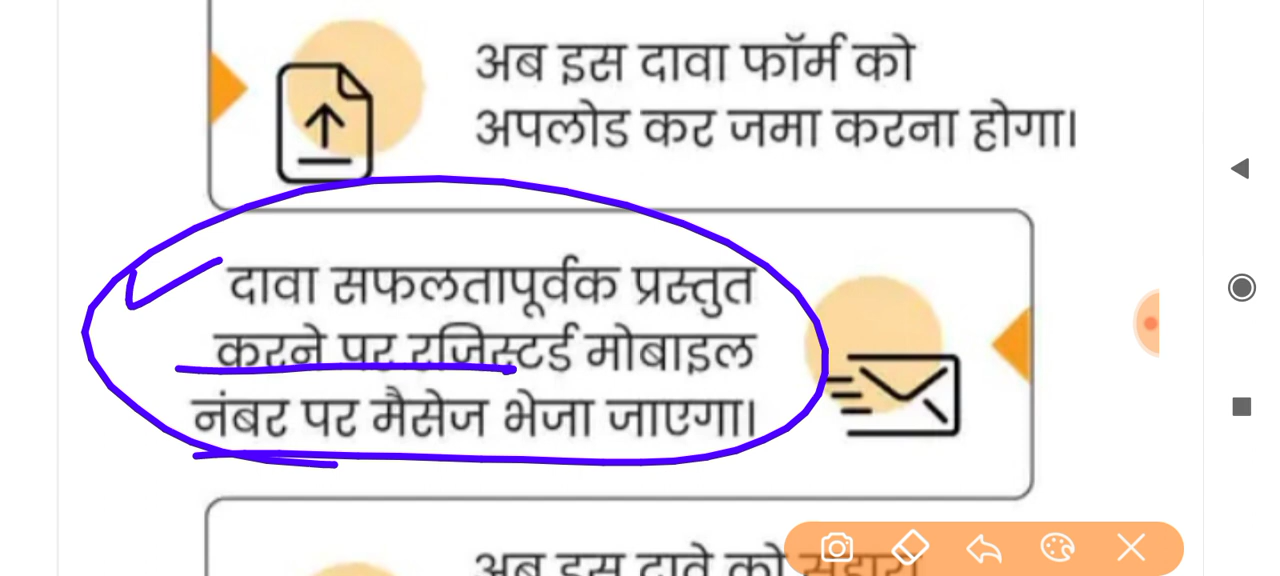 अब इस दावा फॉर्म को
अपलोड कर जमा करना होगा।
दावा सफलतापूर्वक प्रस्तुत
करने पर रजिस्टर्ड मोबाइल
नंबर पर मैसेज भेजा जाएगा।
अब इस दावे को सहारा